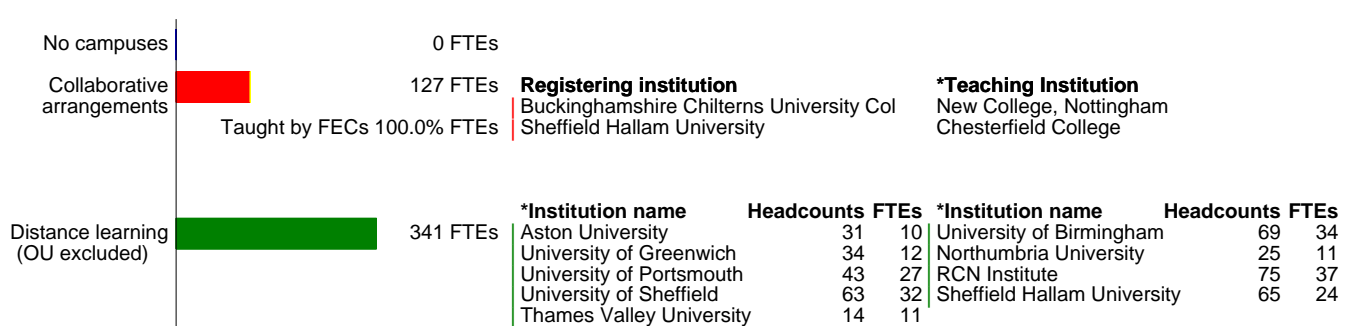 No campuses 0 FTEs
Collaborative arrangements 127 FTEs
Taught by FECs 100.0% FTEs
Registering institution *Teaching Institution
Buckinghamshire Chilterns University Col New College, Nottingham
Sheffield Hallam University Chesterfield College
Distance learning (OU excluded) 341 FTEs
*Institution name Headcounts FTEs *Institution name Headcounts FTEs
Aston University 31 10 University of Birmingham 69 34
University of Greenwich 34 12 Northumbria University 25 11
University of Portsmouth 43 27 RCN Institute 75 37
University of Sheffield 63 32 Sheffield Hallam University 65 24
Thames Valley University 14 11